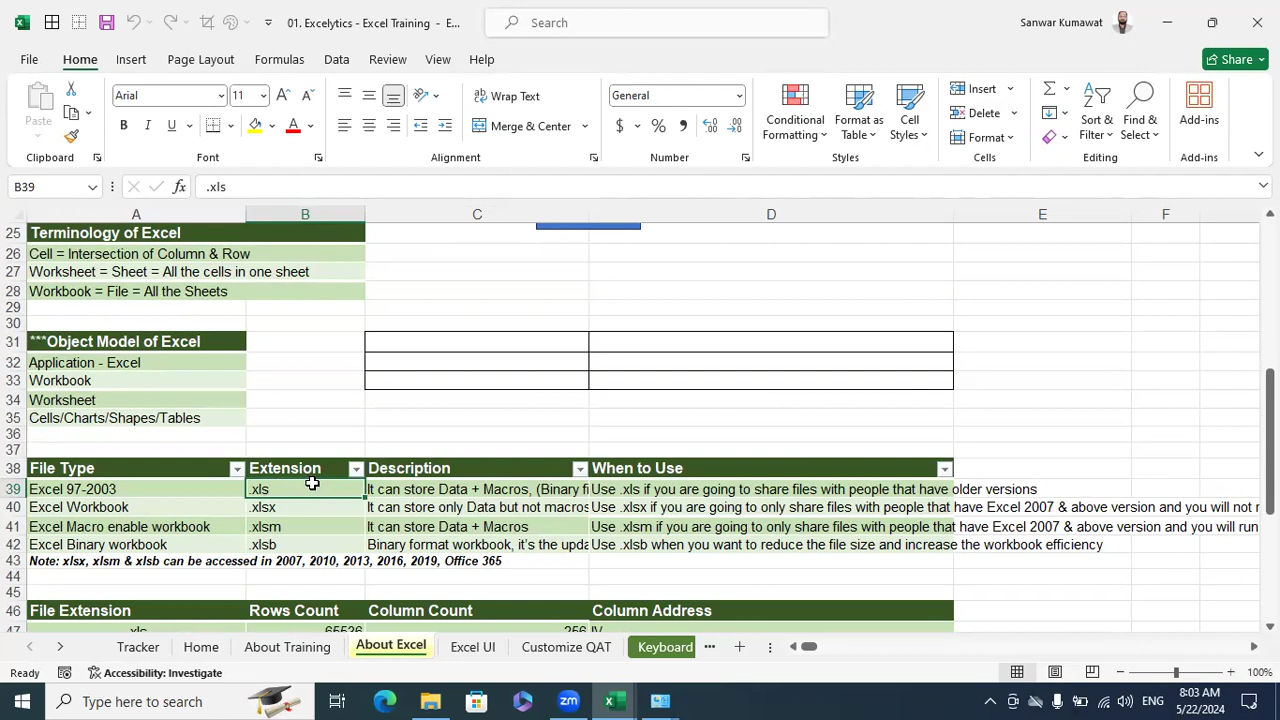 01. Excelytics - Excel Training - E...
Search
Sanwar Kumawat
File Home Insert Page Layout Formulas Data Review View Help
Share
Paste
Arial 11
B I U
Wrap Text
Merge & Center
General
$ % ,
Conditional Formatting
Format as Table
Cell Styles
Insert
Delete
Format
Sort & Filter
Find & Select
Add-ins
Clipboard Font Alignment Number Styles Cells Editing Add-ins
B39 fx .xls
A B C D E F
25 Terminology of Excel
26 Cell = Intersection of Column & Row
27 Worksheet = Sheet = All the cells in one sheet
28 Workbook = File = All the Sheets
29
30
31 ***Object Model of Excel
32 Application - Excel
33 Workbook
34 Worksheet
35 Cells/Charts/Shapes/Tables
36
37
38 File Type Extension Description When to Use
39 Excel 97-2003 .xls It can store Data + Macros, (Binary fi Use .xls if you are going to share files with people that have older versions
40 Excel Workbook .xlsx It can store only Data but not macros Use .xlsx if you are going to only share files with people that have Excel 2007 & above version and you will not r
41 Excel Macro enable workbook .xlsm It can store Data + Macros Use .xlsm if you are going to only share files with people that have Excel 2007 & above version and you will run
42 Excel Binary workbook .xlsb Binary format workbook, it's the upda Use .xlsb when you want to reduce the file size and increase the workbook efficiency
43 Note: xlsx, xlsm & xlsb can be accessed in 2007, 2010, 2013, 2016, 2019, Office 365
44
45
46 File Extension Rows Count Column Count Column Address
47 xls 65536 256 IV
Tracker Home About Training About Excel Excel UI Customize QAT Keyboard
Ready Accessibility: Investigate 100%
Type here to search
ENG
8:03 AM
5/22/2024